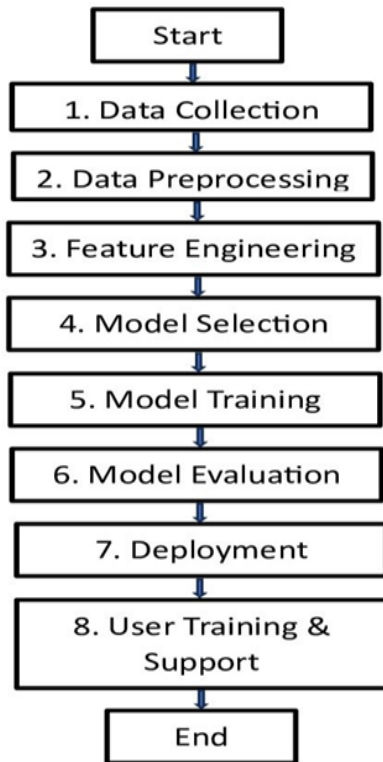 Start
1. Data Collection
2. Data Preprocessing
3. Feature Engineering
4. Model Selection
5. Model Training
6. Model Evaluation
7. Deployment
8. User Training &
Support
End